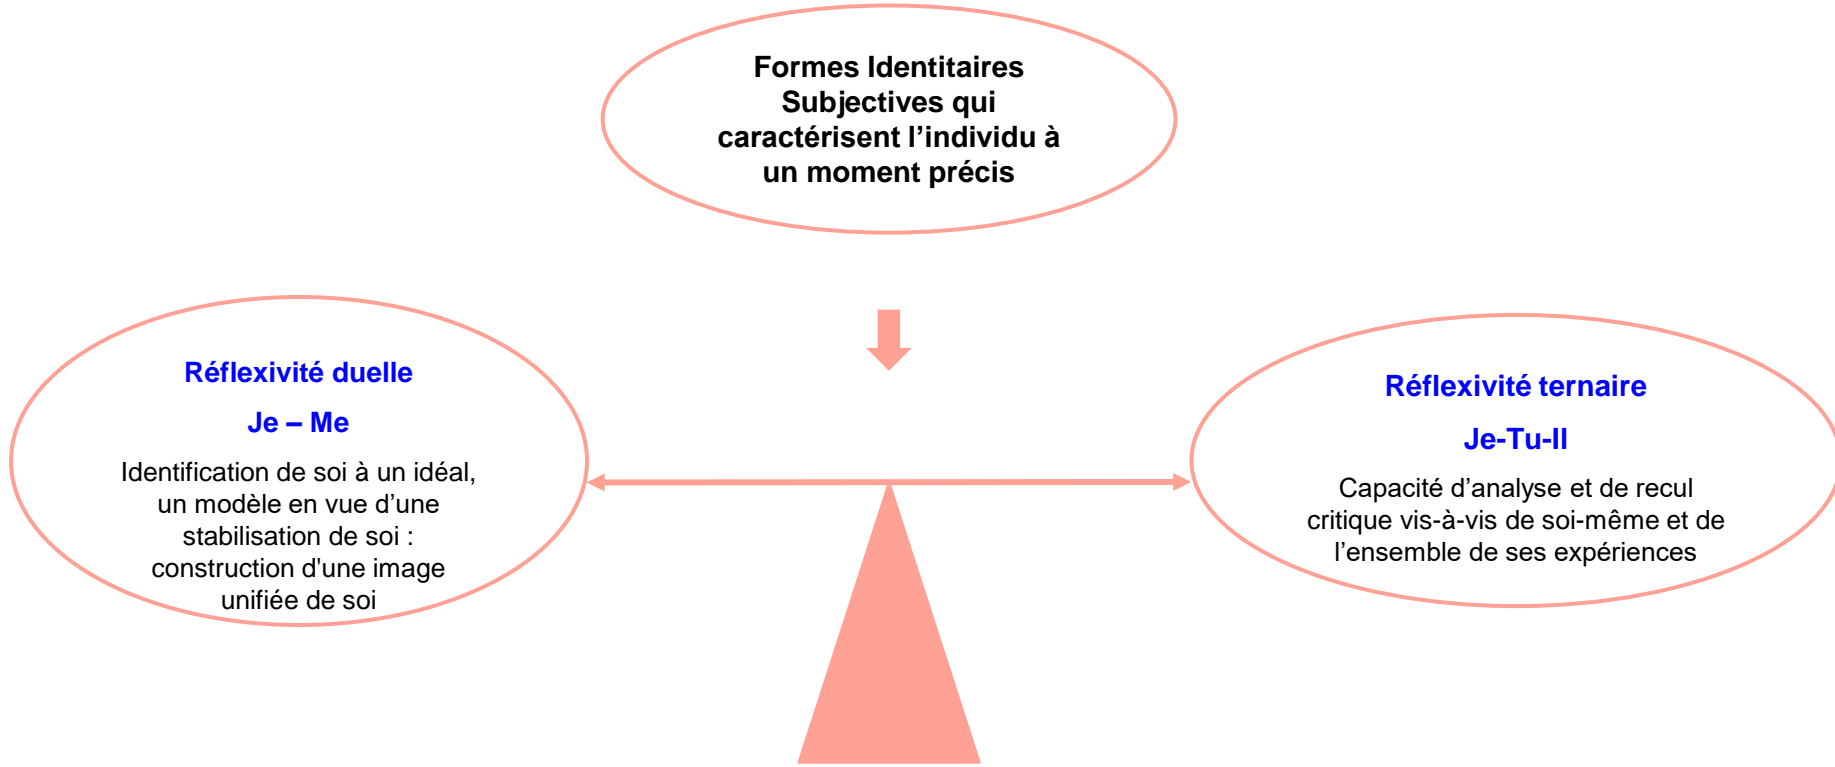 Formes Identitaires
Subjectives qui
caractérisent l’individu à
un moment précis
Réflexivité duelle
Je – Me
Identification de soi à un idéal,
un modèle en vue d’une
stabilisation de soi :
construction d'une image
unifiée de soi
Réflexivité ternaire
Je-Tu-Il
Capacité d’analyse et de recul
critique vis-à-vis de soi-même et de
l’ensemble de ses expériences